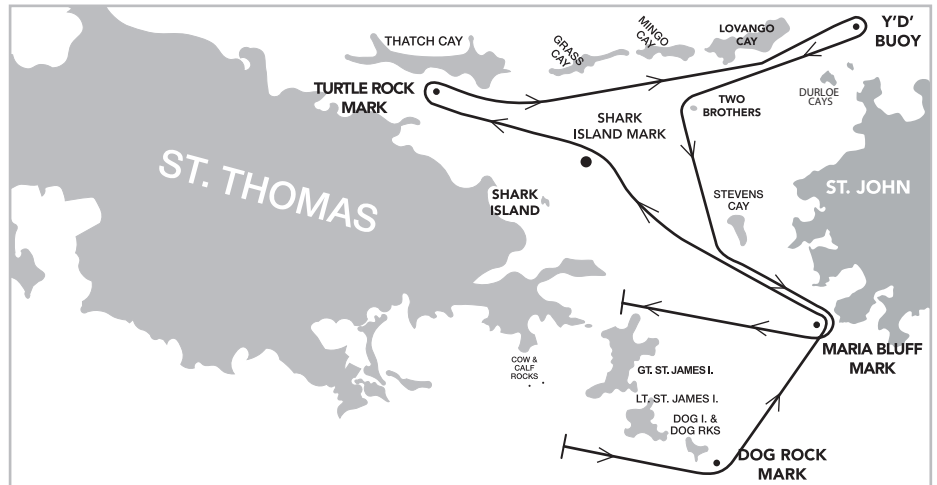 THATCH CAY
GRASS
CAY
MINGO
CAY
LOVANGO
CAY
Y'D'
BUOY
TURTLE ROCK
MARK
DURLOE
CAYS
TWO
BROTHERS
SHARK
ISLAND MARK
ST. THOMAS
SHARK
ISLAND
STEVENS
CAY
ST. JOHN
MARIA BLUFF
MARK
COW &
CALF
ROCKS
GT. ST. JAMES I.
LT. ST. JAMES I.
DOG I. &
DOG RKS
DOG ROCK
MARK